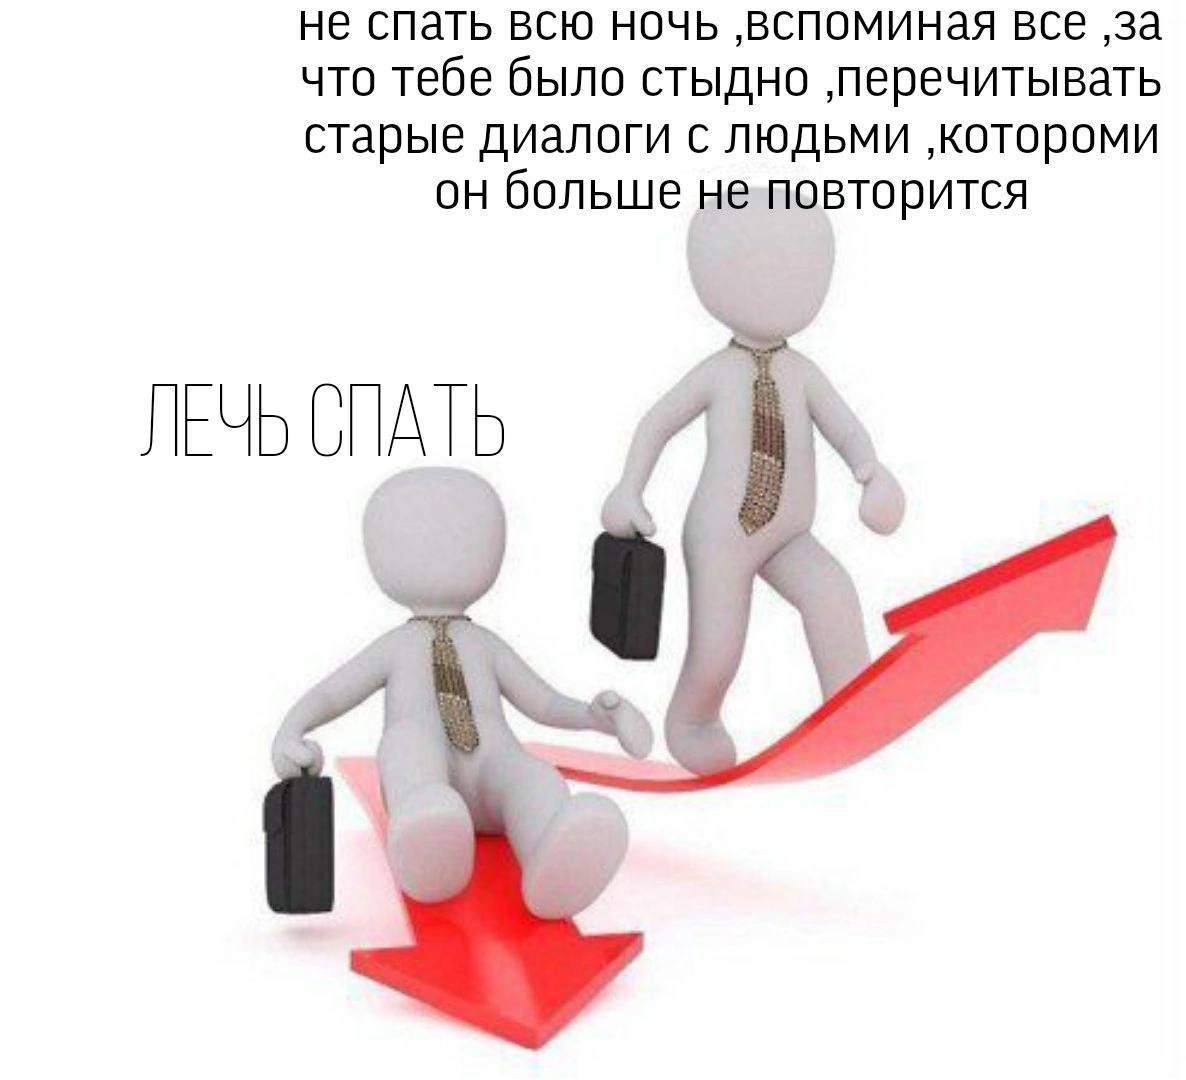 не спать всю ночь ,вспоминая все ,за
что тебе было стыдно ,перечитывать
старые диалоги с людьми ,котороми
он больше не повторится
ЛЕЧЬ СПАТЬ